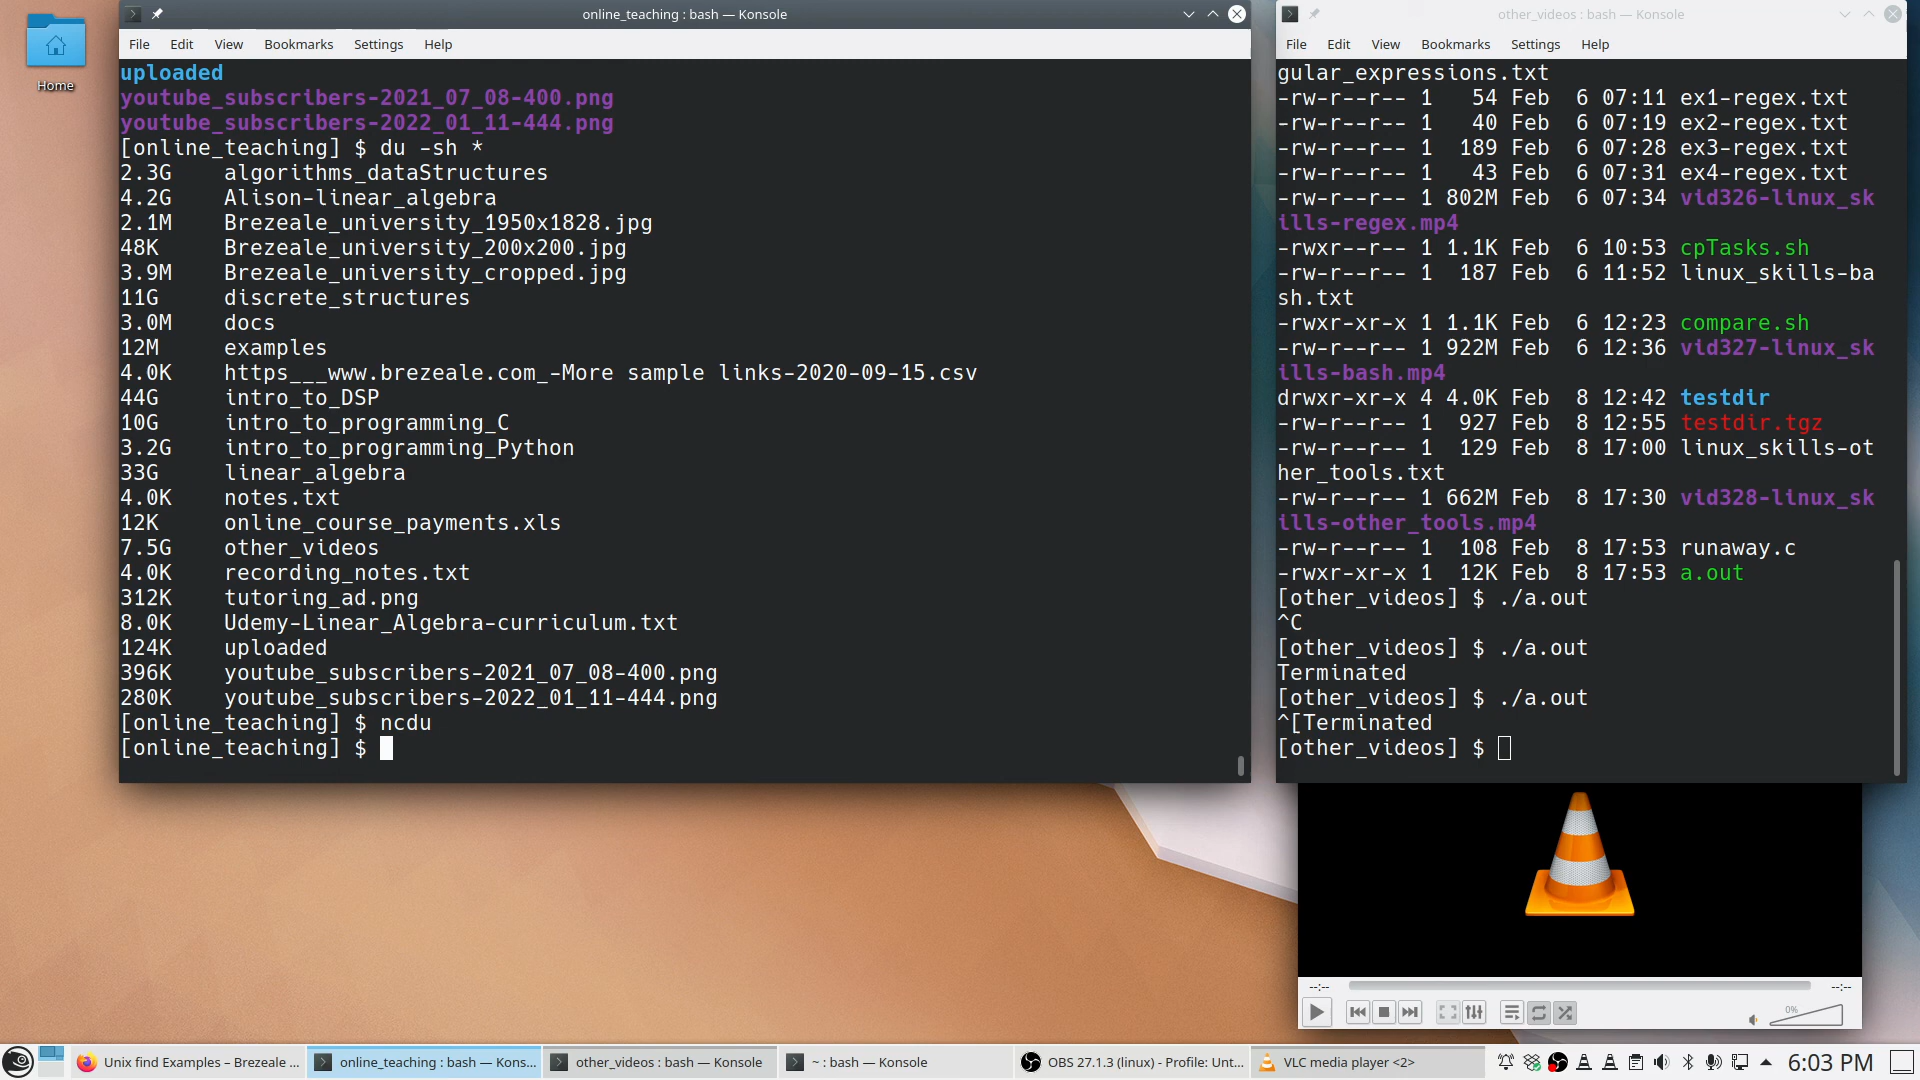 Home
online_teaching : bash — Konsole
File Edit View Bookmarks Settings Help
uploaded
youtube_subscribers-2021_07_08-400.png
youtube_subscribers-2022_01_11-444.png
[online_teaching] $ du -sh *
2.3G algorithms_dataStructures
4.2G Alison-linear_algebra
2.1M Brezeale_university_1950x1828.jpg
48K Brezeale_university_200x200.jpg
3.9M Brezeale_university_cropped.jpg
11G discrete_structures
3.0M docs
12M examples
4.0K https___www.brezeale.com_-More sample links-2020-09-15.csv
44G intro_to_DSP
10G intro_to_programming_C
3.2G intro_to_programming_Python
33G linear_algebra
4.0K notes.txt
12K online_course_payments.xls
7.5G other_videos
4.0K recording_notes.txt
312K tutoring_ad.png
8.0K Udemy-Linear_Algebra-curriculum.txt
124K uploaded
396K youtube_subscribers-2021_07_08-400.png
280K youtube_subscribers-2022_01_11-444.png
[online_teaching] $ ncdu
[online_teaching] $
other_videos : bash — Konsole
File Edit View Bookmarks Settings Help
gular_expressions.txt
-rw-r--r-- 1 54 Feb 6 07:11 ex1-regex.txt
-rw-r--r-- 1 40 Feb 6 07:19 ex2-regex.txt
-rw-r--r-- 1 189 Feb 6 07:28 ex3-regex.txt
-rw-r--r-- 1 43 Feb 6 07:31 ex4-regex.txt
-rw-r--r-- 1 802M Feb 6 07:34 vid326-linux_sk
ills-regex.mp4
-rwxr--r-- 1 1.1K Feb 6 10:53 cpTasks.sh
-rw-r--r-- 1 187 Feb 6 11:52 linux_skills-ba
sh.txt
-rwxr-xr-x 1 1.1K Feb 6 12:23 compare.sh
-rw-r--r-- 1 922M Feb 6 12:36 vid327-linux_sk
ills-bash.mp4
drwxr-xr-x 4 4.0K Feb 8 12:42 testdir
-rw-r--r-- 1 927 Feb 8 12:55 testdir.tgz
-rw-r--r-- 1 129 Feb 8 17:00 linux_skills-ot
her_tools.txt
-rw-r--r-- 1 662M Feb 8 17:30 vid328-linux_sk
ills-other_tools.mp4
-rw-r--r-- 1 108 Feb 8 17:53 runaway.c
-rwxr-xr-x 1 12K Feb 8 17:53 a.out
[other_videos] $ ./a.out
^C
[other_videos] $ ./a.out
Terminated
[other_videos] $ ./a.out
^[Terminated
[other_videos] $
--:-- --:--
0%
Unix find Examples – Brezeale ...
online_teaching : bash — Kons...
other_videos : bash — Konsole
~ : bash — Konsole
OBS 27.1.3 (linux) - Profile: Unt...
VLC media player <2>
6:03 PM